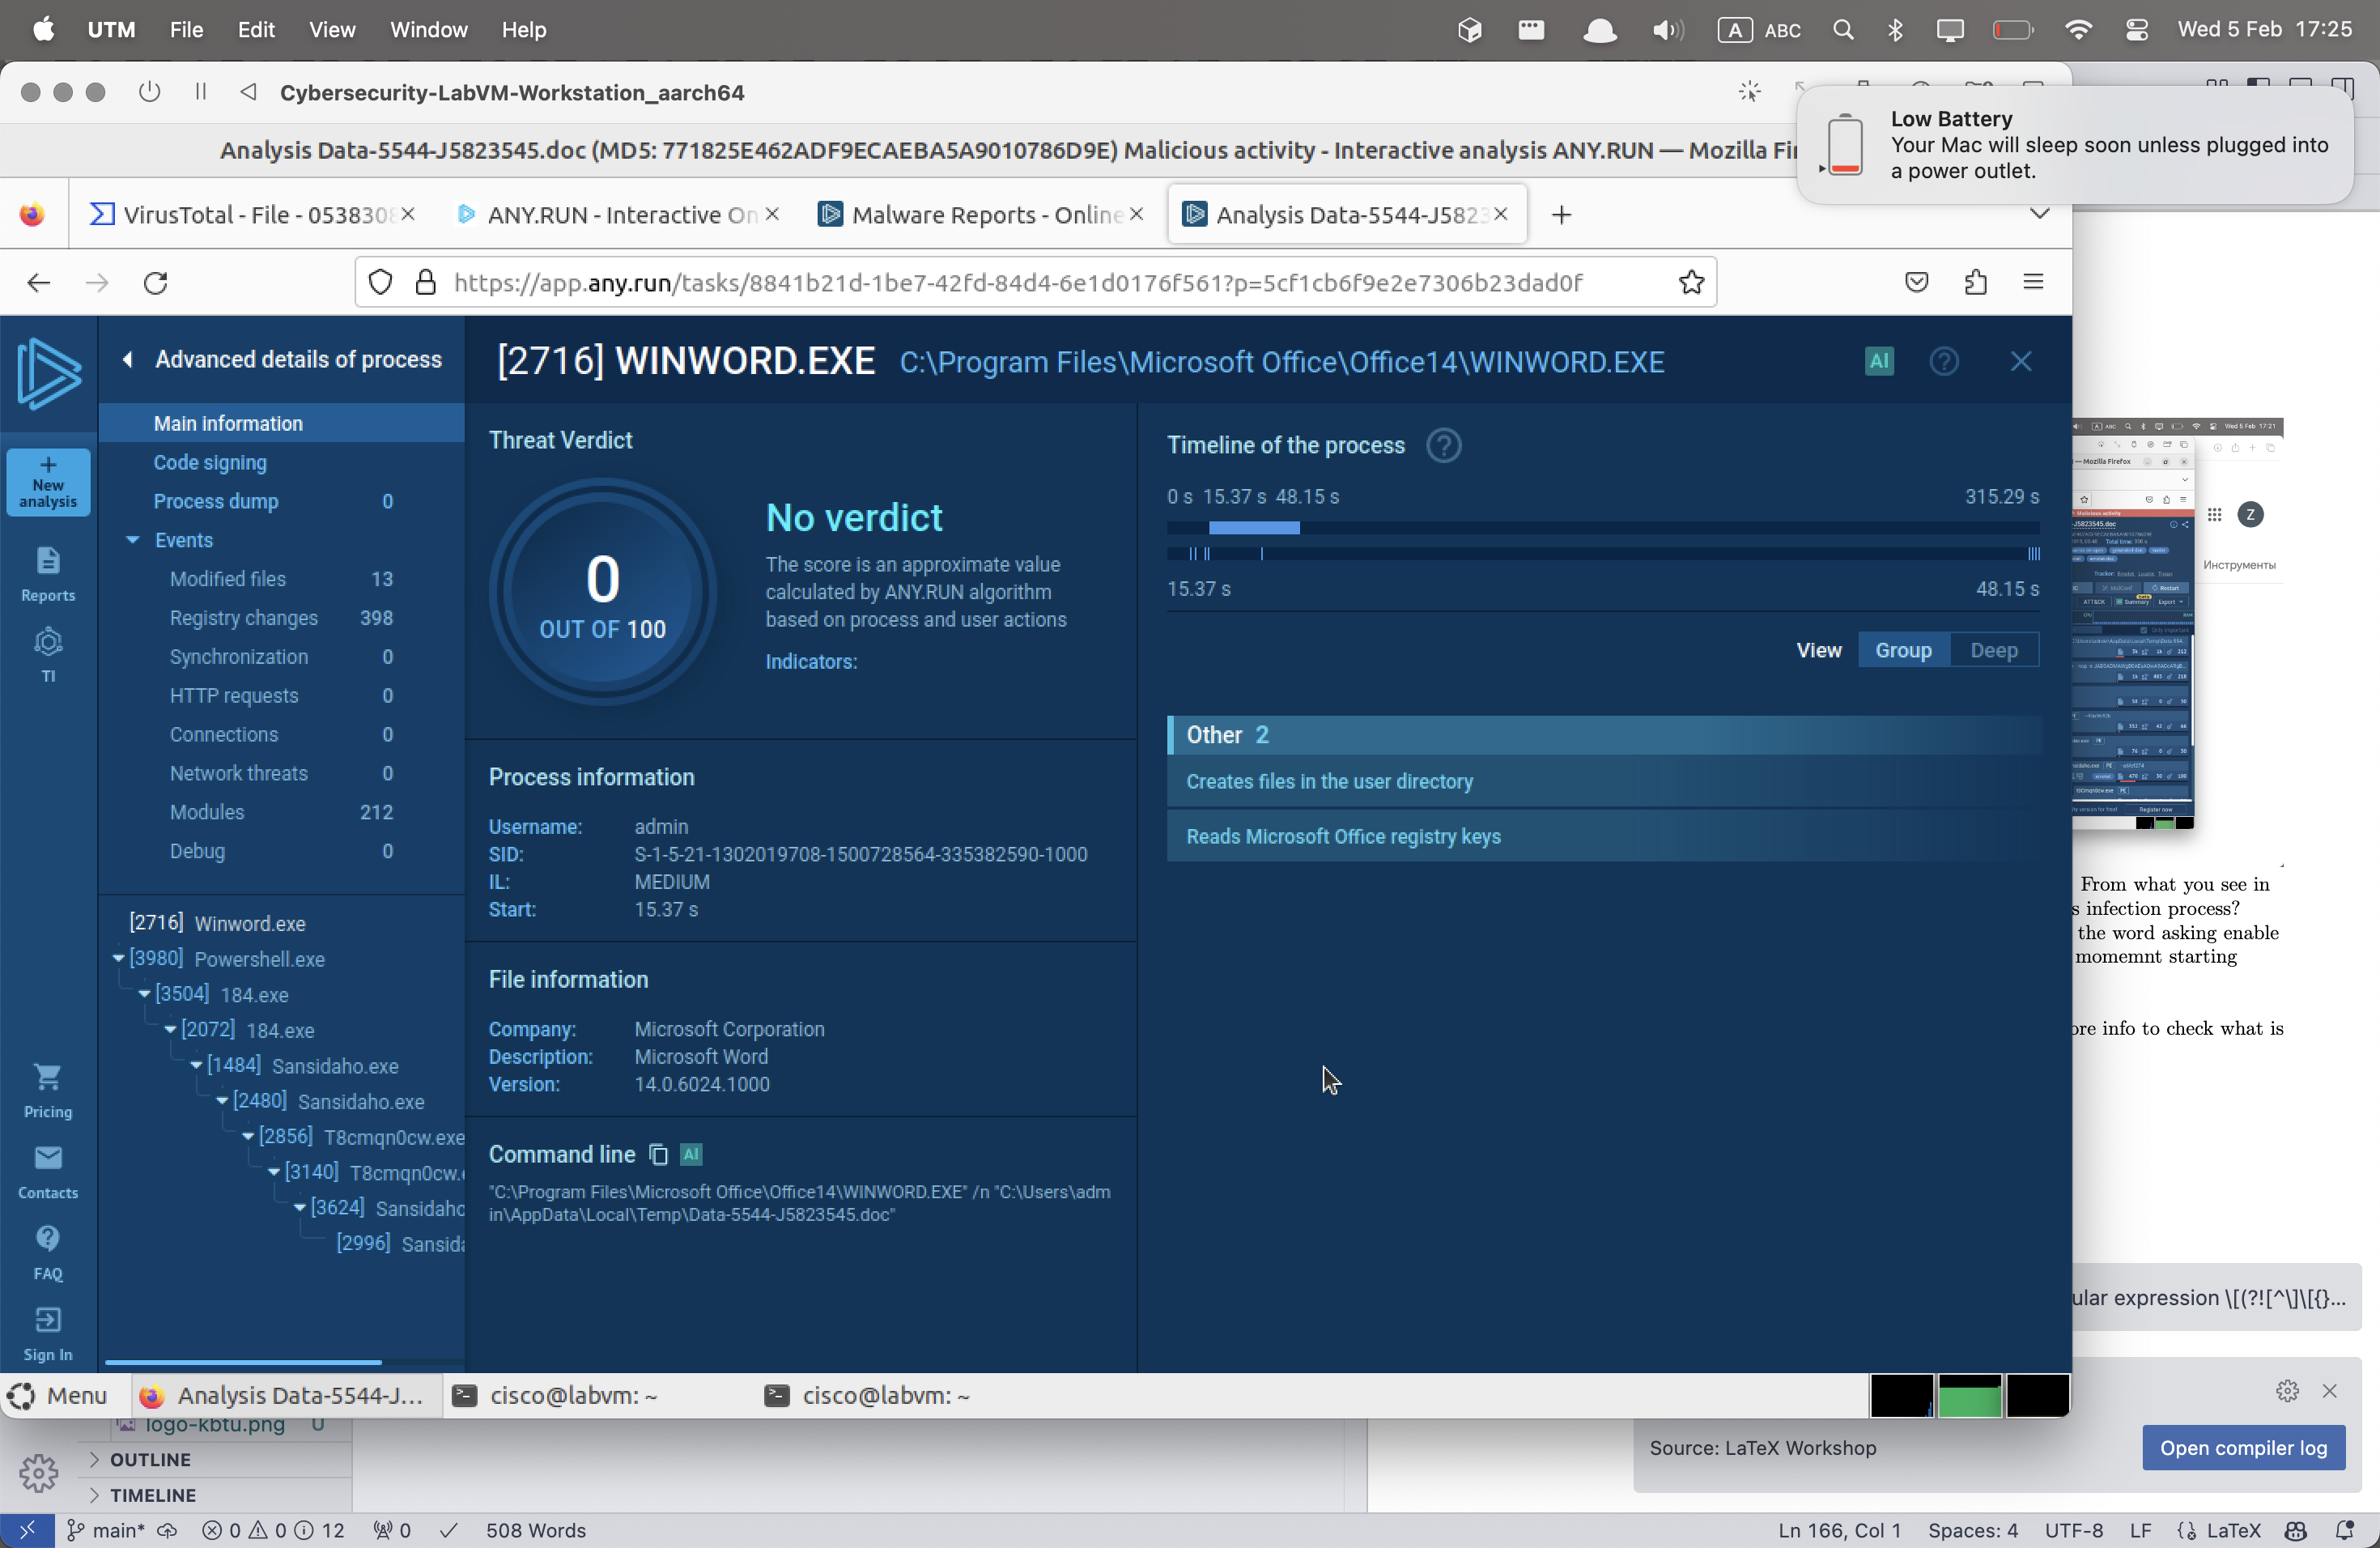 UTM File Edit View Window Help
A ABC Wed 5 Feb 17:25
Cybersecurity-LabVM-Workstation_aarch64
Low Battery
Your Mac will sleep soon unless plugged into
a power outlet.
Analysis Data-5544-J5823545.doc (MD5: 771825E462ADF9ECAEBA5A9010786D9E) Malicious activity - Interactive analysis ANY.RUN — Mozilla Fi
VirusTotal - File - 053830
ANY.RUN - Interactive On
Malware Reports - Online
Analysis Data-5544-J5823
https://app.any.run/tasks/8841b21d-1be7-42fd-84d4-6e1d0176f561?p=5cf1cb6f9e2e7306b23dad0f
New
analysis
Reports
TI
Pricing
Contacts
FAQ
Sign In
Advanced details of process
Main information
Code signing
Process dump 0
Events
Modified files 13
Registry changes 398
Synchronization 0
HTTP requests 0
Connections 0
Network threats 0
Modules 212
Debug 0
[2716] Winword.exe
[3980] Powershell.exe
[3504] 184.exe
[2072] 184.exe
[1484] Sansidaho.exe
[2480] Sansidaho.exe
[2856] T8cmqn0cw.exe
[3140] T8cmqn0cw.
[3624] Sansidaho
[2996] Sansida
[2716] WINWORD.EXE C:\Program Files\Microsoft Office\Office14\WINWORD.EXE
AI
Threat Verdict
0
OUT OF 100
No verdict
The score is an approximate value
calculated by ANY.RUN algorithm
based on process and user actions
Indicators:
Process information
Username: admin
SID: S-1-5-21-1302019708-1500728564-335382590-1000
IL: MEDIUM
Start: 15.37 s
File information
Company: Microsoft Corporation
Description: Microsoft Word
Version: 14.0.6024.1000
Command line AI
"C:\Program Files\Microsoft Office\Office14\WINWORD.EXE" /n "C:\Users\adm
in\AppData\Local\Temp\Data-5544-J5823545.doc"
Timeline of the process
0 s 15.37 s 48.15 s 315.29 s
15.37 s 48.15 s
View Group Deep
Other 2
Creates files in the user directory
Reads Microsoft Office registry keys
Wed 5 Feb 17:21
— Mozilla Firefox
Malicious activity
Z
Инструменты
From what you see in
s infection process?
the word asking enable
momemnt starting
ore info to check what is
ular expression \[(?![^\]\[{}...
Menu
Analysis Data-5544-J...
cisco@labvm: ~
cisco@labvm: ~
logo-kbtu.png U
OUTLINE
TIMELINE
Source: LaTeX Workshop
Open compiler log
main* 0 0 12 0 508 Words
Ln 166, Col 1 Spaces: 4 UTF-8 LF LaTeX